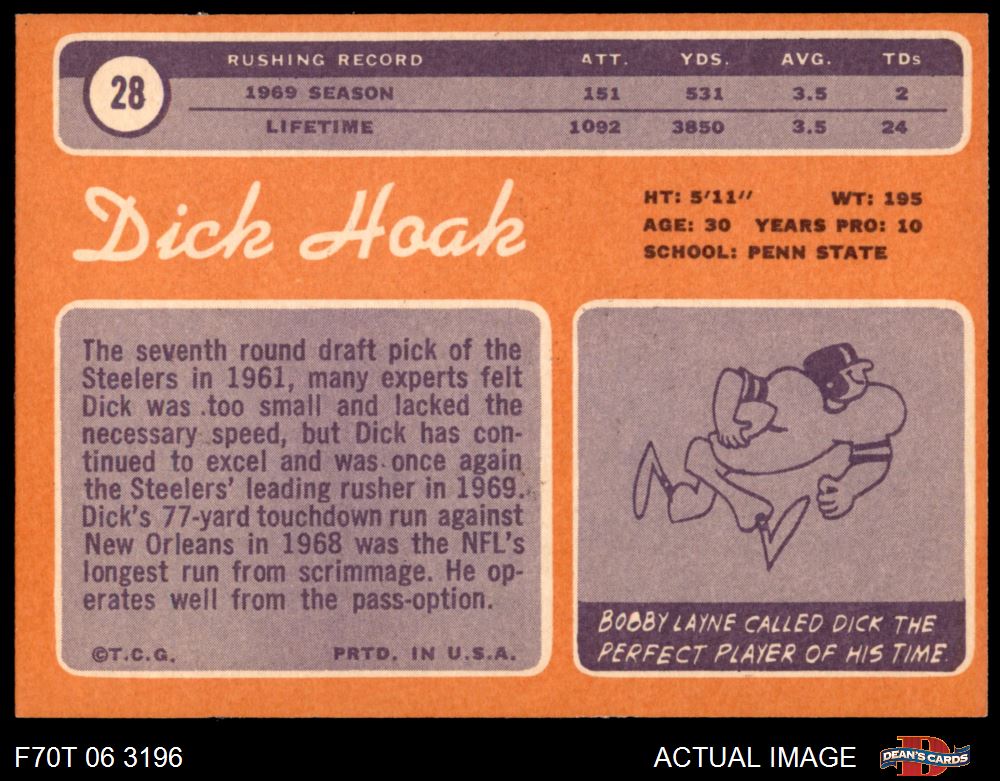 28
RUSHING RECORD ATT. YDS. AVG. TDs
1969 SEASON 151 531 3.5 2
LIFETIME 1092 3850 3.5 24
Dick Hoak
HT: 5'11" WT: 195
AGE: 30 YEARS PRO: 10
SCHOOL: PENN STATE
The seventh round draft pick of the
Steelers in 1961, many experts felt
Dick was too small and lacked the
necessary speed, but Dick has con-
tinued to excel and was once again
the Steelers' leading rusher in 1969.
Dick's 77-yard touchdown run against
New Orleans in 1968 was the NFL's
longest run from scrimmage. He op-
erates well from the pass-option.
©T.C.G. PRTD. IN U.S.A.
BOBBY LAYNE CALLED DICK THE
PERFECT PLAYER OF HIS TIME.
F70T 06 3196 ACTUAL IMAGE DEAN'S CARDS